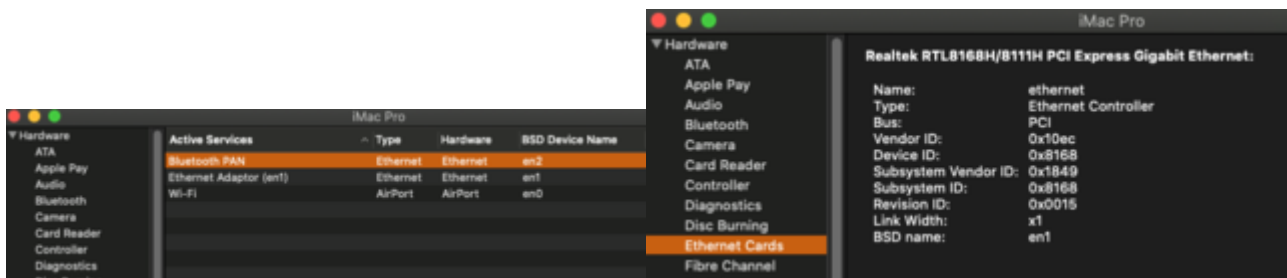 iMac Pro
▼ Hardware
ATA
Apple Pay
Audio
Bluetooth
Camera
Card Reader
Controller
Diagnostics
Active Services Type Hardware BSD Device Name
Bluetooth PAN Ethernet Ethernet en2
Ethernet Adaptor (en1) Ethernet Ethernet en1
Wi-Fi AirPort AirPort en0
iMac Pro
▼ Hardware
ATA
Apple Pay
Audio
Bluetooth
Camera
Card Reader
Controller
Diagnostics
Disc Burning
Ethernet Cards
Fibre Channel
Realtek RTL8168H/8111H PCI Express Gigabit Ethernet:
Name: ethernet
Type: Ethernet Controller
Bus: PCI
Vendor ID: 0x10ec
Device ID: 0x8168
Subsystem Vendor ID: 0x1849
Subsystem ID: 0x8168
Revision ID: 0x0015
Link Width: x1
BSD name: en1